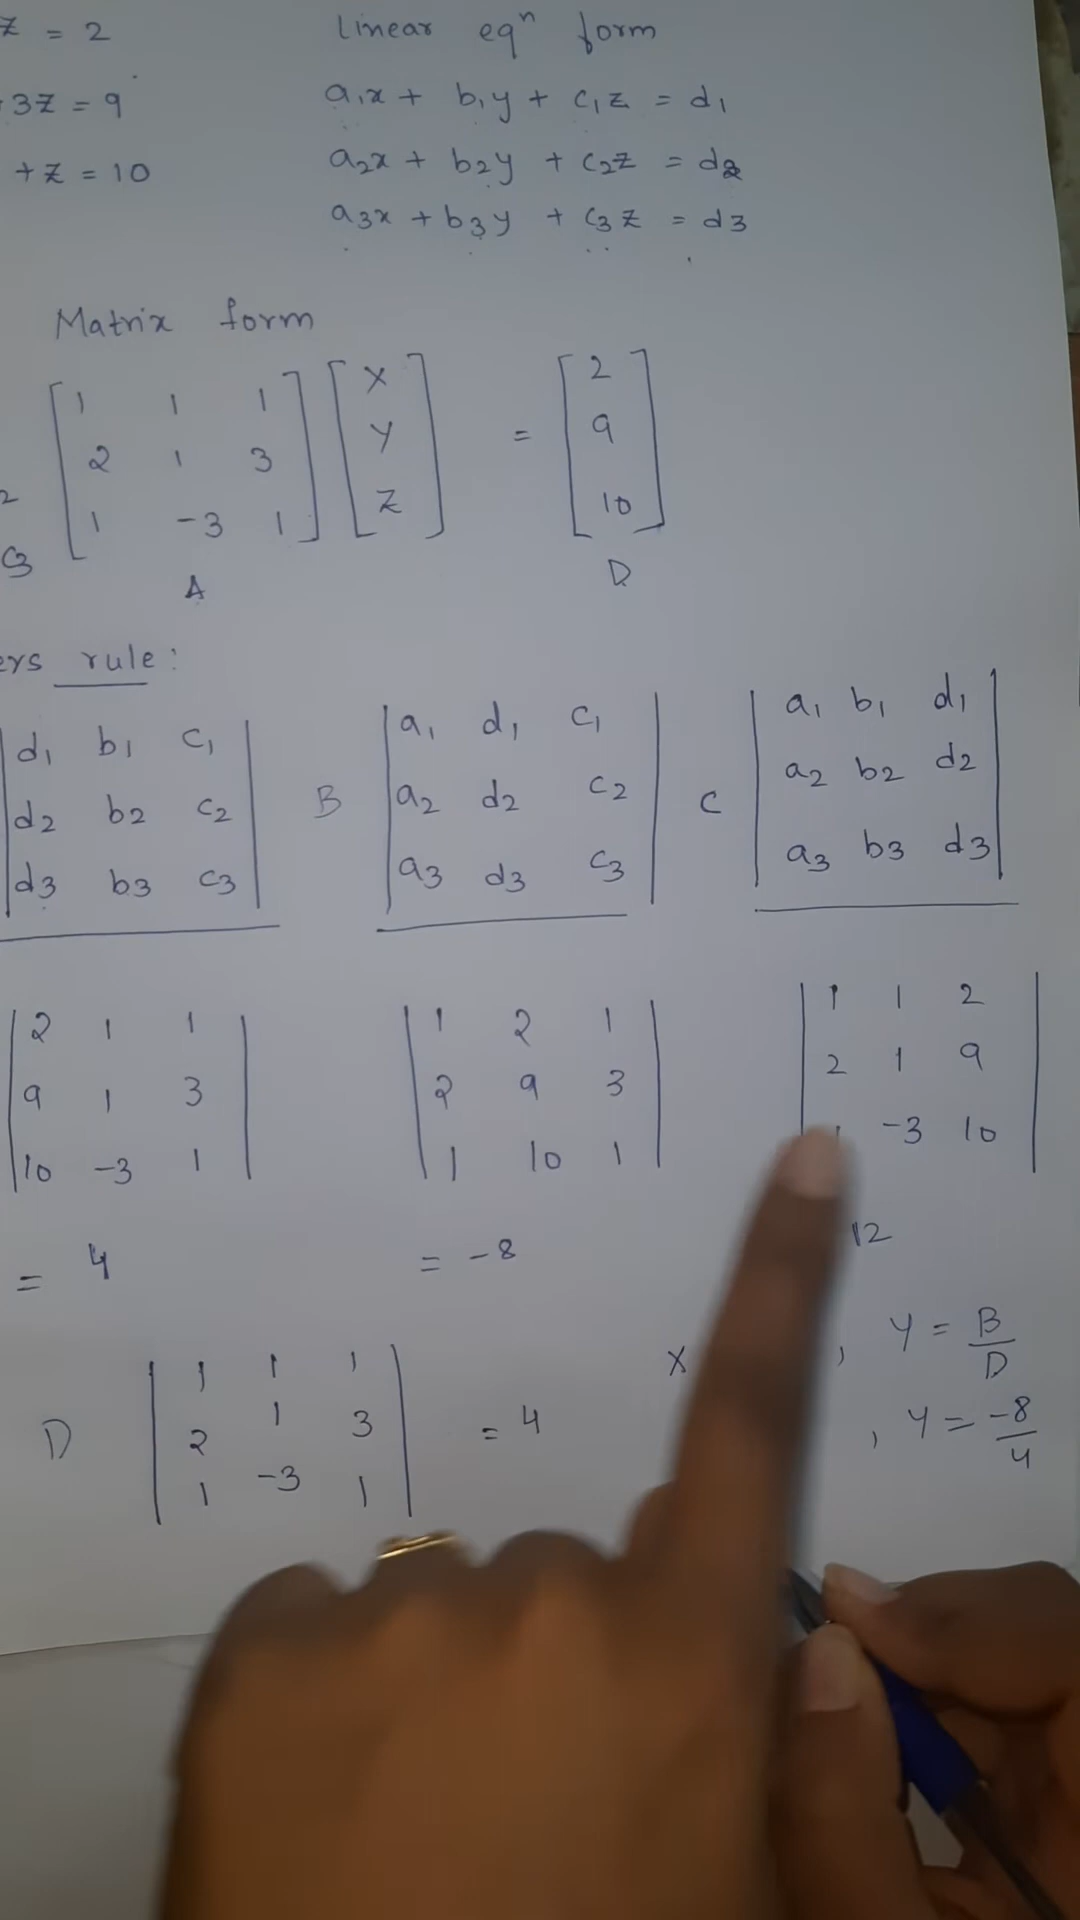 z = 2
3z = 9
+ z = 10
linear eqⁿ form
a₁x + b₁y + c₁z = d₁
a₂x + b₂y + c₂z = d₂
a₃x + b₃y + c₃z = d₃
Matrix form
1 1 1
2 1 3
1 -3 1
A
x
y
z
=
2
9
10
D
2
c₃
ers rule:
d₁ b₁ c₁
d₂ b₂ c₂
d₃ b₃ c₃
B
a₁ d₁ c₁
a₂ d₂ c₂
a₃ d₃ c₃
C
a₁ b₁ d₁
a₂ b₂ d₂
a₃ b₃ d₃
2 1 1
9 1 3
10 -3 1
= 4
1 2 1
2 9 3
1 10 1
= -8
1 1 2
2 1 9
-3 10
12
D
1 1 1
2 1 3
1 -3 1
= 4
x , y = B/D
, y = -8/4